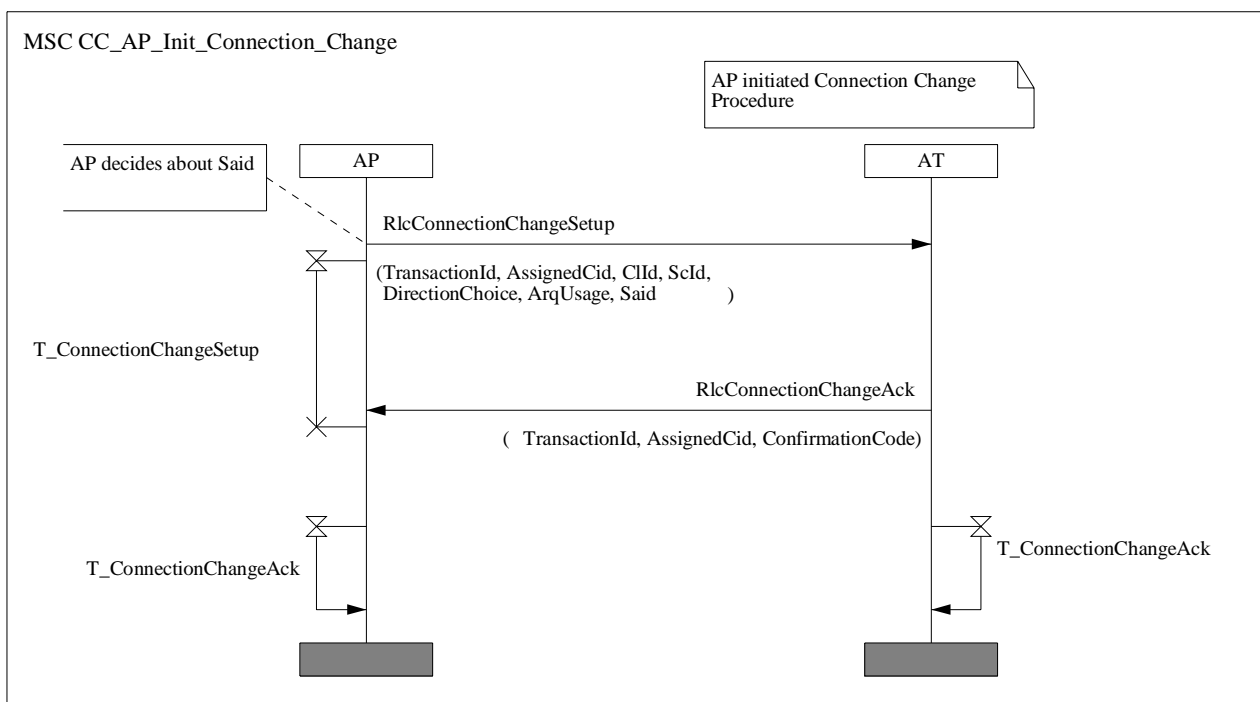 MSC CC_AP_Init_Connection_Change
AP initiated Connection Change
Procedure
AP decides about Said
AP
AT
RlcConnectionChangeSetup
(TransactionId, AssignedCid, ClId, ScId,
DirectionChoice, ArqUsage, Said )
T_ConnectionChangeSetup
RlcConnectionChangeAck
( TransactionId, AssignedCid, ConfirmationCode)
T_ConnectionChangeAck
T_ConnectionChangeAck